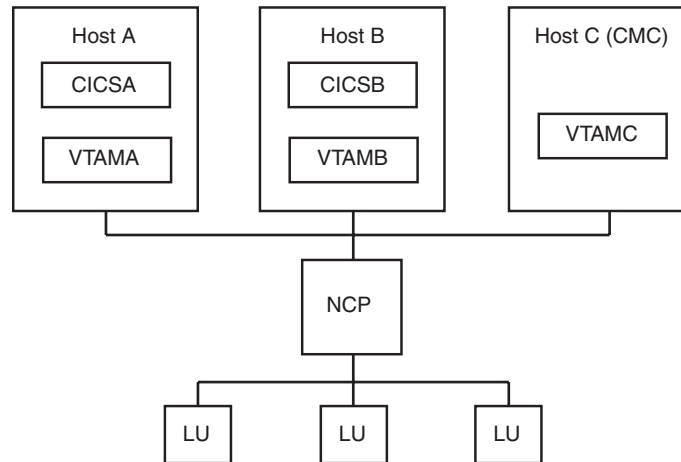 Host A
CICSA
VTAMA
Host B
CICSB
VTAMB
Host C (CMC)
VTAMC
NCP
LU
LU
LU